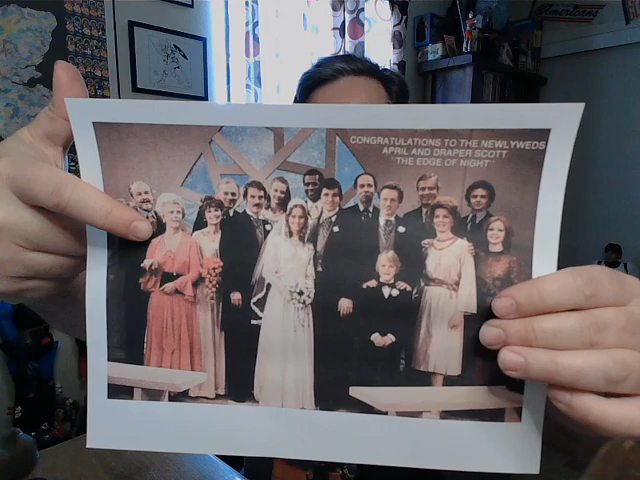 CONGRATULATIONS TO THE NEWLYWEDS
APRIL AND DRAPER SCOTT
"THE EDGE OF NIGHT"